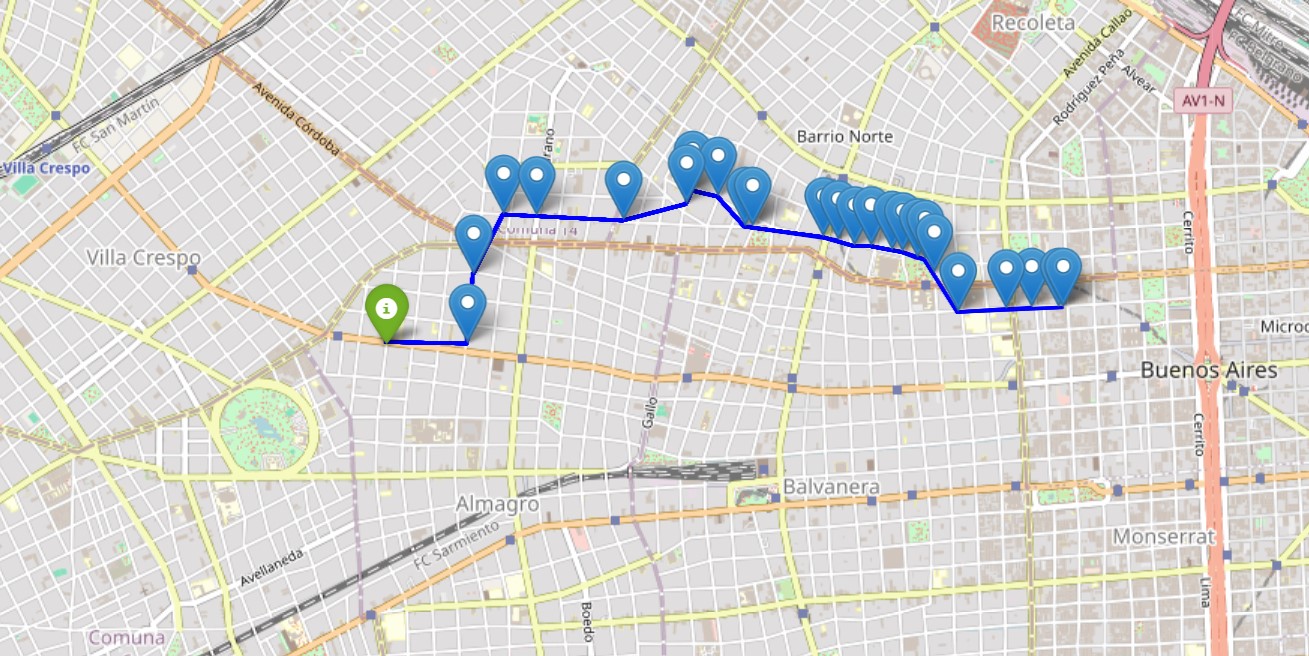 Recoleta
Avenida Callao
FC Mitre
FC Belgrano
Rodríguez Peña
Alvear
Avenida Córdoba
FC San Martín
AV1-N
Barrio Norte
rano
Villa Crespo
Comuna 14
Cerrito
Villa Crespo
Microc
Buenos Aires
Gallo
Cerrito
Almagro
Balvanera
FC Sarmiento
Monserrat
Avellaneda
Lima
Boedo
Comuna